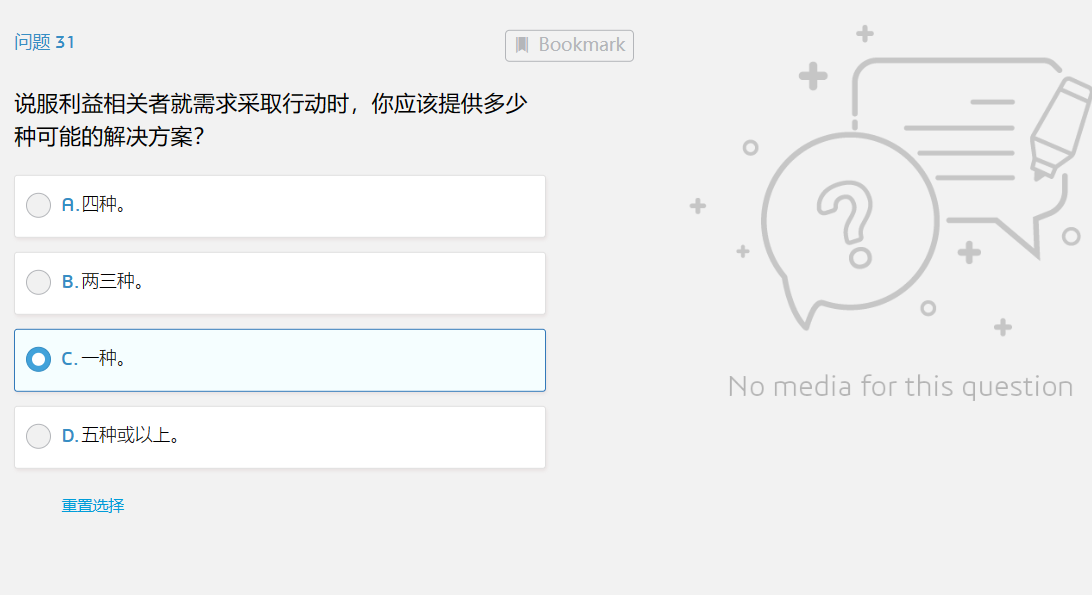 问题 31
Bookmark
说服利益相关者就需求采取行动时，你应该提供多少
种可能的解决方案？
A.四种。
B.两三种。
C.一种。
D.五种或以上。
重置选择
No media for this question